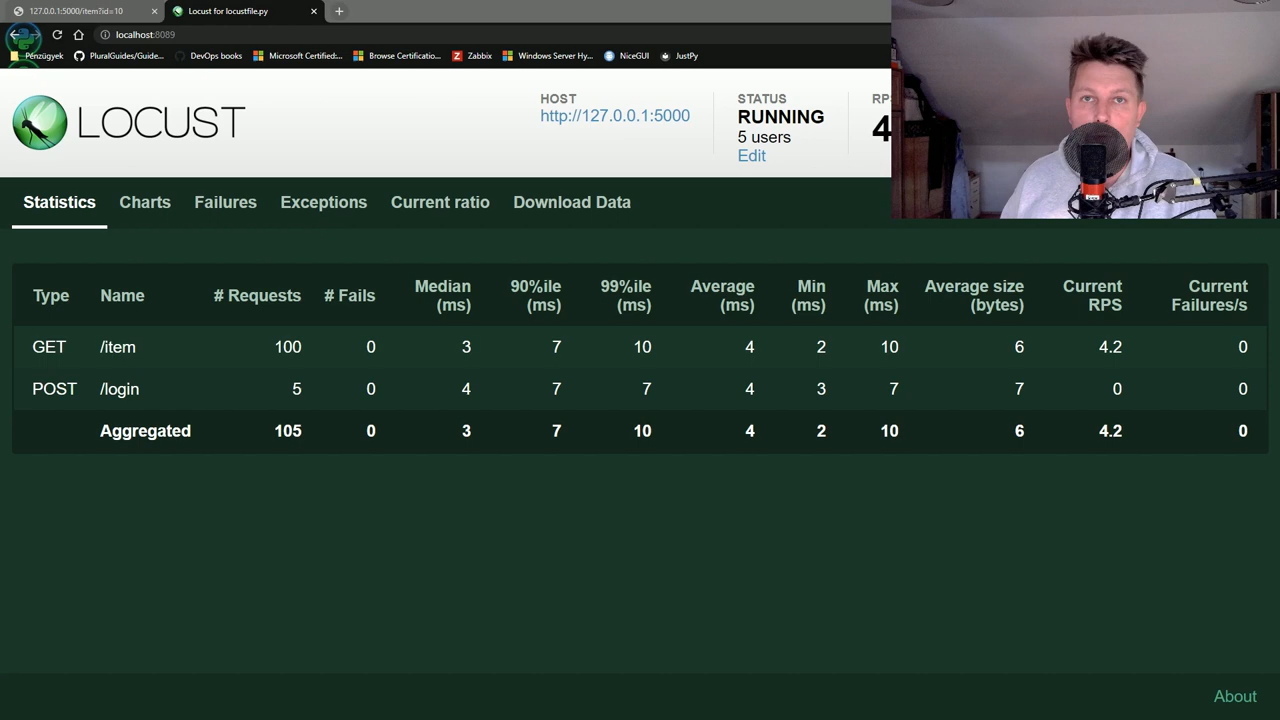 127.0.0.1:5000/item?id=10
Locust for locustfile.py
localhost:8089
Pénzügyek
PluralGuides/Guide...
DevOps books
Microsoft Certified:...
Browse Certificatio...
Zabbix
Windows Server Hy...
NiceGUI
JustPy
LOCUST
HOST
http://127.0.0.1:5000
STATUS
RUNNING
5 users
Edit
RP
4
Statistics Charts Failures Exceptions Current ratio Download Data
Type Name # Requests # Fails Median (ms) 90%ile (ms) 99%ile (ms) Average (ms) Min (ms) Max (ms) Average size (bytes) Current RPS Current Failures/s
GET /item 100 0 3 7 10 4 2 10 6 4.2 0
POST /login 5 0 4 7 7 4 3 7 7 0 0
Aggregated 105 0 3 7 10 4 2 10 6 4.2 0
About